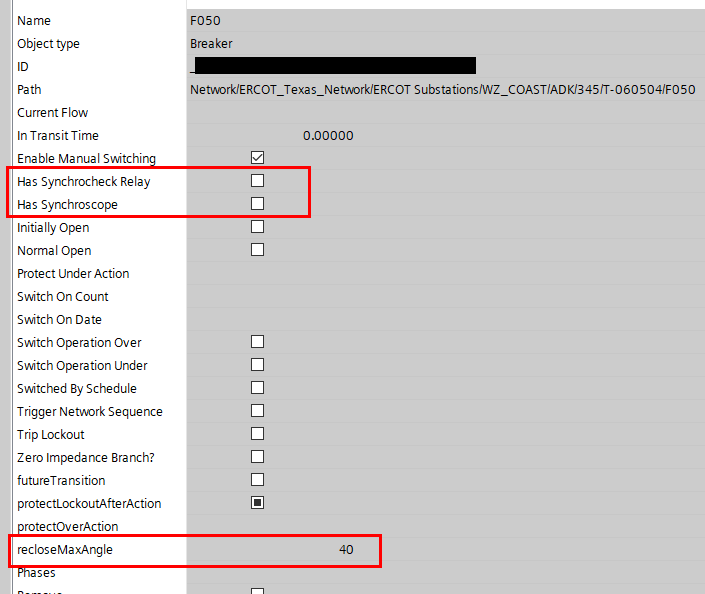 Name F050
Object type Breaker
ID _
Path Network/ERCOT_Texas_Network/ERCOT Substations/WZ_COAST/ADK/345/T-060504/F050
Current Flow
In Transit Time 0.00000
Enable Manual Switching
Has Synchrocheck Relay
Has Synchroscope
Initially Open
Normal Open
Protect Under Action
Switch On Count
Switch On Date
Switch Operation Over
Switch Operation Under
Switched By Schedule
Trigger Network Sequence
Trip Lockout
Zero Impedance Branch?
futureTransition
protectLockoutAfterAction
protectOverAction
recloseMaxAngle 40
Phases